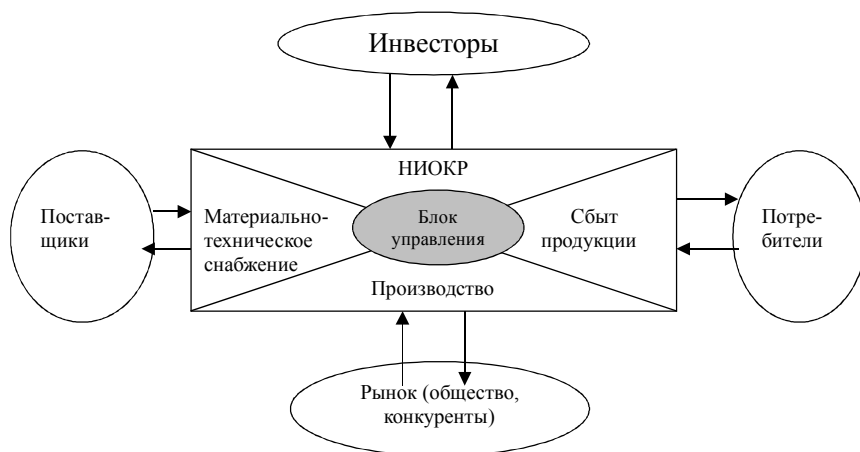 Инвесторы
НИОКР
Постав-
щики
Материально-
техническое
снабжение
Блок
управления
Сбыт
продукции
Потре-
бители
Производство
Рынок (общество,
конкуренты)